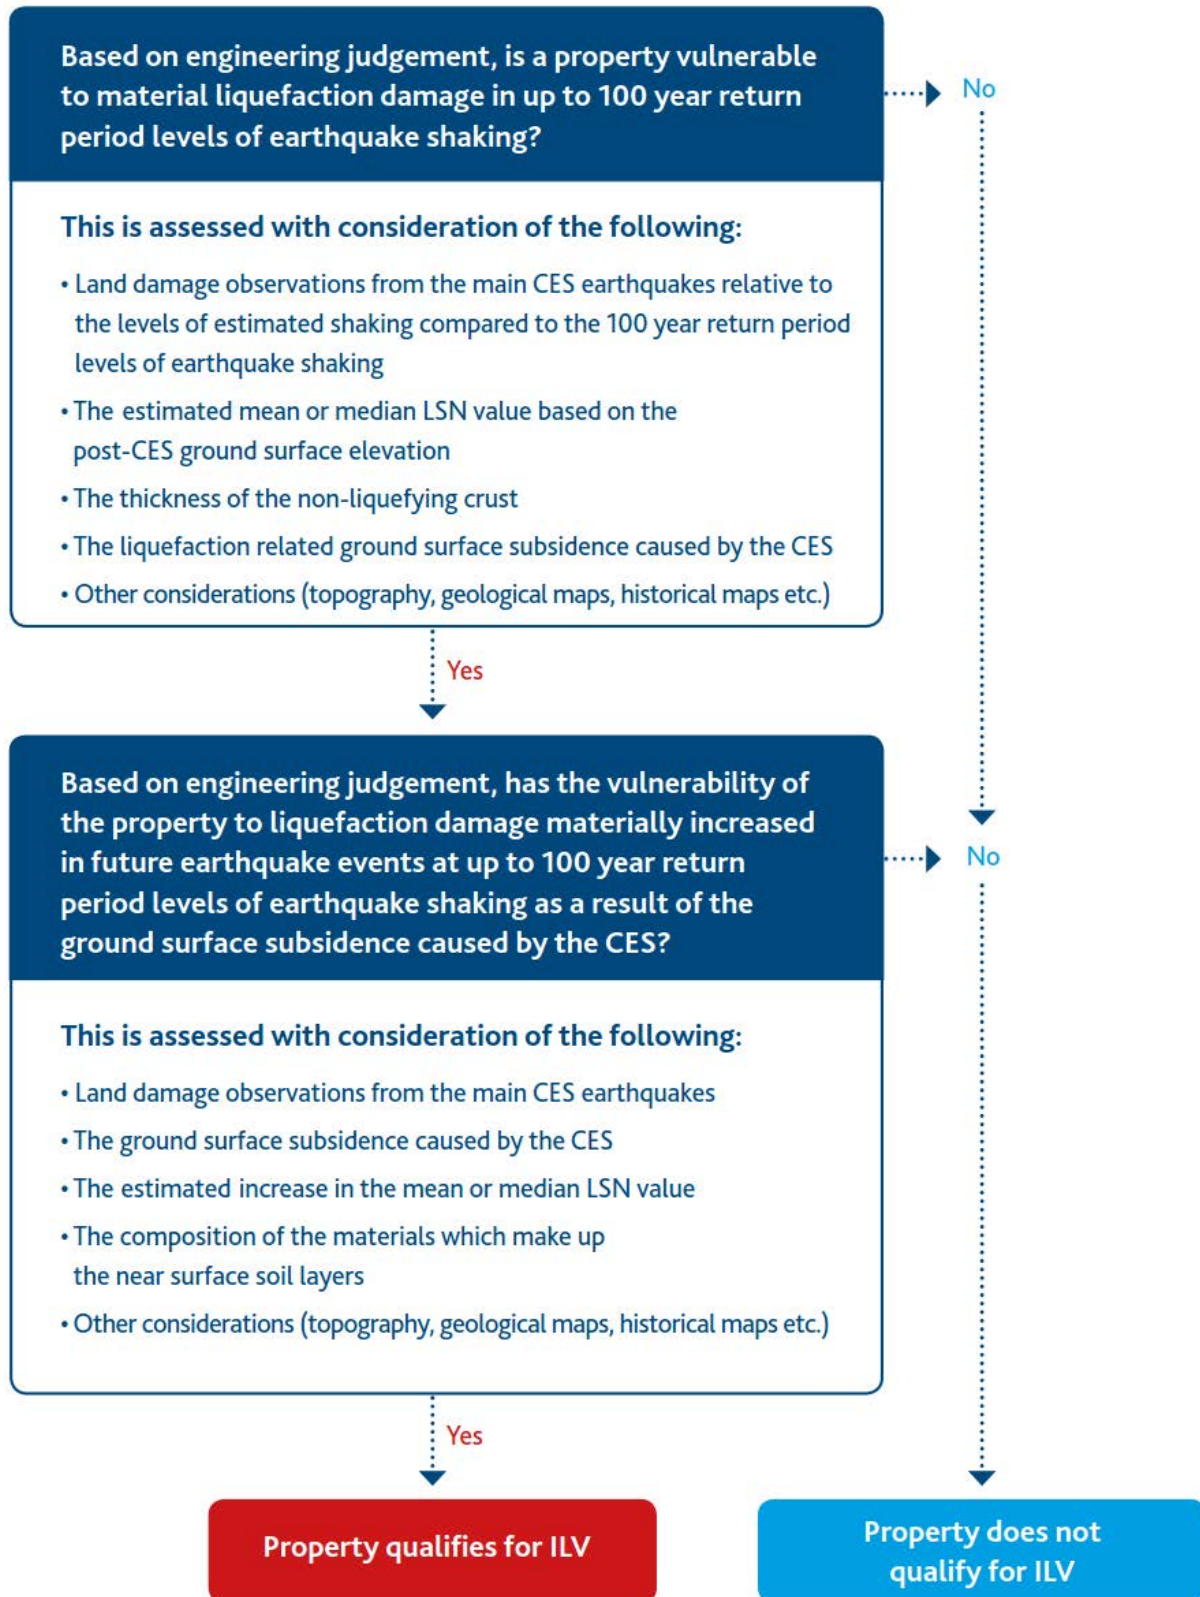 Based on engineering judgement, is a property vulnerable
to material liquefaction damage in up to 100 year return
period levels of earthquake shaking?
No
This is assessed with consideration of the following:
• Land damage observations from the main CES earthquakes relative to
the levels of estimated shaking compared to the 100 year return period
levels of earthquake shaking
• The estimated mean or median LSN value based on the
post-CES ground surface elevation
• The thickness of the non-liquefying crust
• The liquefaction related ground surface subsidence caused by the CES
• Other considerations (topography, geological maps, historical maps etc.)
Yes
Based on engineering judgement, has the vulnerability of
the property to liquefaction damage materially increased
in future earthquake events at up to 100 year return
period levels of earthquake shaking as a result of the
ground surface subsidence caused by the CES?
No
This is assessed with consideration of the following:
• Land damage observations from the main CES earthquakes
• The ground surface subsidence caused by the CES
• The estimated increase in the mean or median LSN value
• The composition of the materials which make up
the near surface soil layers
• Other considerations (topography, geological maps, historical maps etc.)
Yes
Property qualifies for ILV
Property does not
qualify for ILV